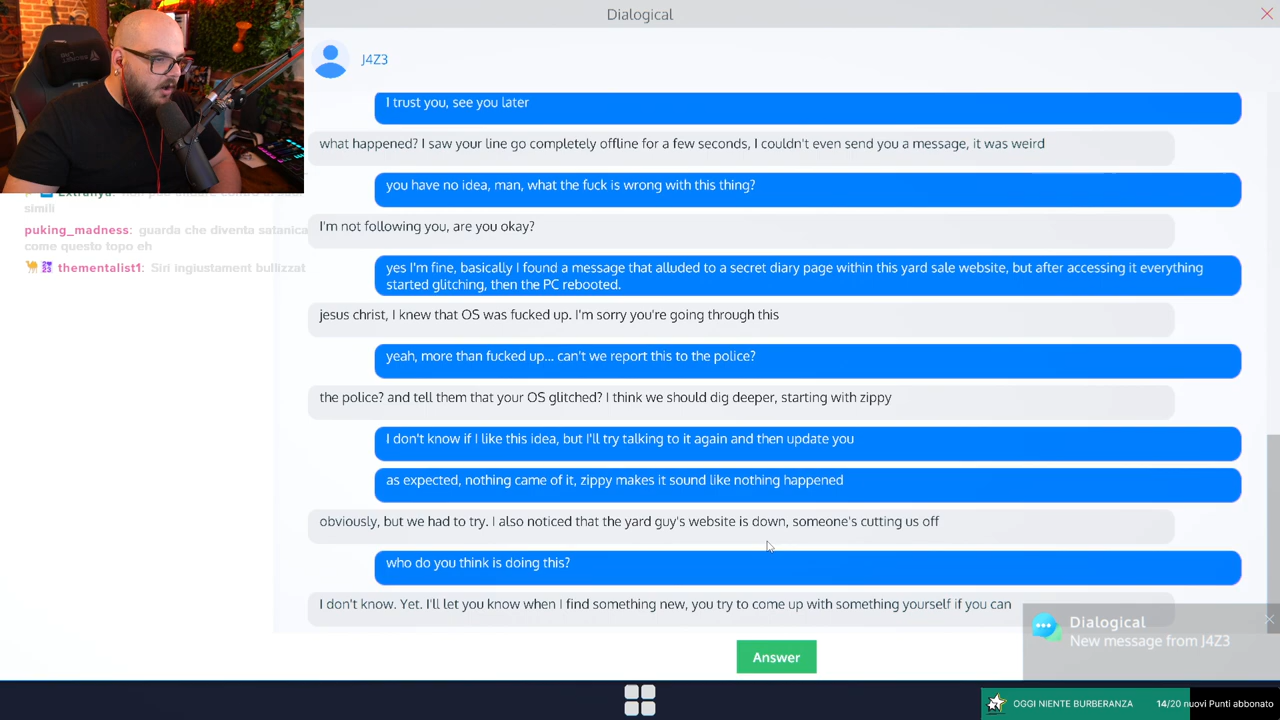 Dialogical
J4Z3
I trust you, see you later
what happened? I saw your line go completely offline for a few seconds, I couldn't even send you a message, it was weird
you have no idea, man, what the fuck is wrong with this thing?
simili
puking_madness: guarda che diventa satanica
come questo topo eh
I'm not following you, are you okay?
thementalist1: Siri ingiustament bullizzat
yes I'm fine, basically I found a message that alluded to a secret diary page within this yard sale website, but after accessing it everything
started glitching, then the PC rebooted.
jesus christ, I knew that OS was fucked up. I'm sorry you're going through this
yeah, more than fucked up... can't we report this to the police?
the police? and tell them that your OS glitched? I think we should dig deeper, starting with zippy
I don't know if I like this idea, but I'll try talking to it again and then update you
as expected, nothing came of it, zippy makes it sound like nothing happened
obviously, but we had to try. I also noticed that the yard guy's website is down, someone's cutting us off
who do you think is doing this?
I don't know. Yet. I'll let you know when I find something new, you try to come up with something yourself if you can
Dialogical
New message from J4Z3
Answer
OGGI NIENTE BURBERANZA 14/20 nuovi Punti abbonato